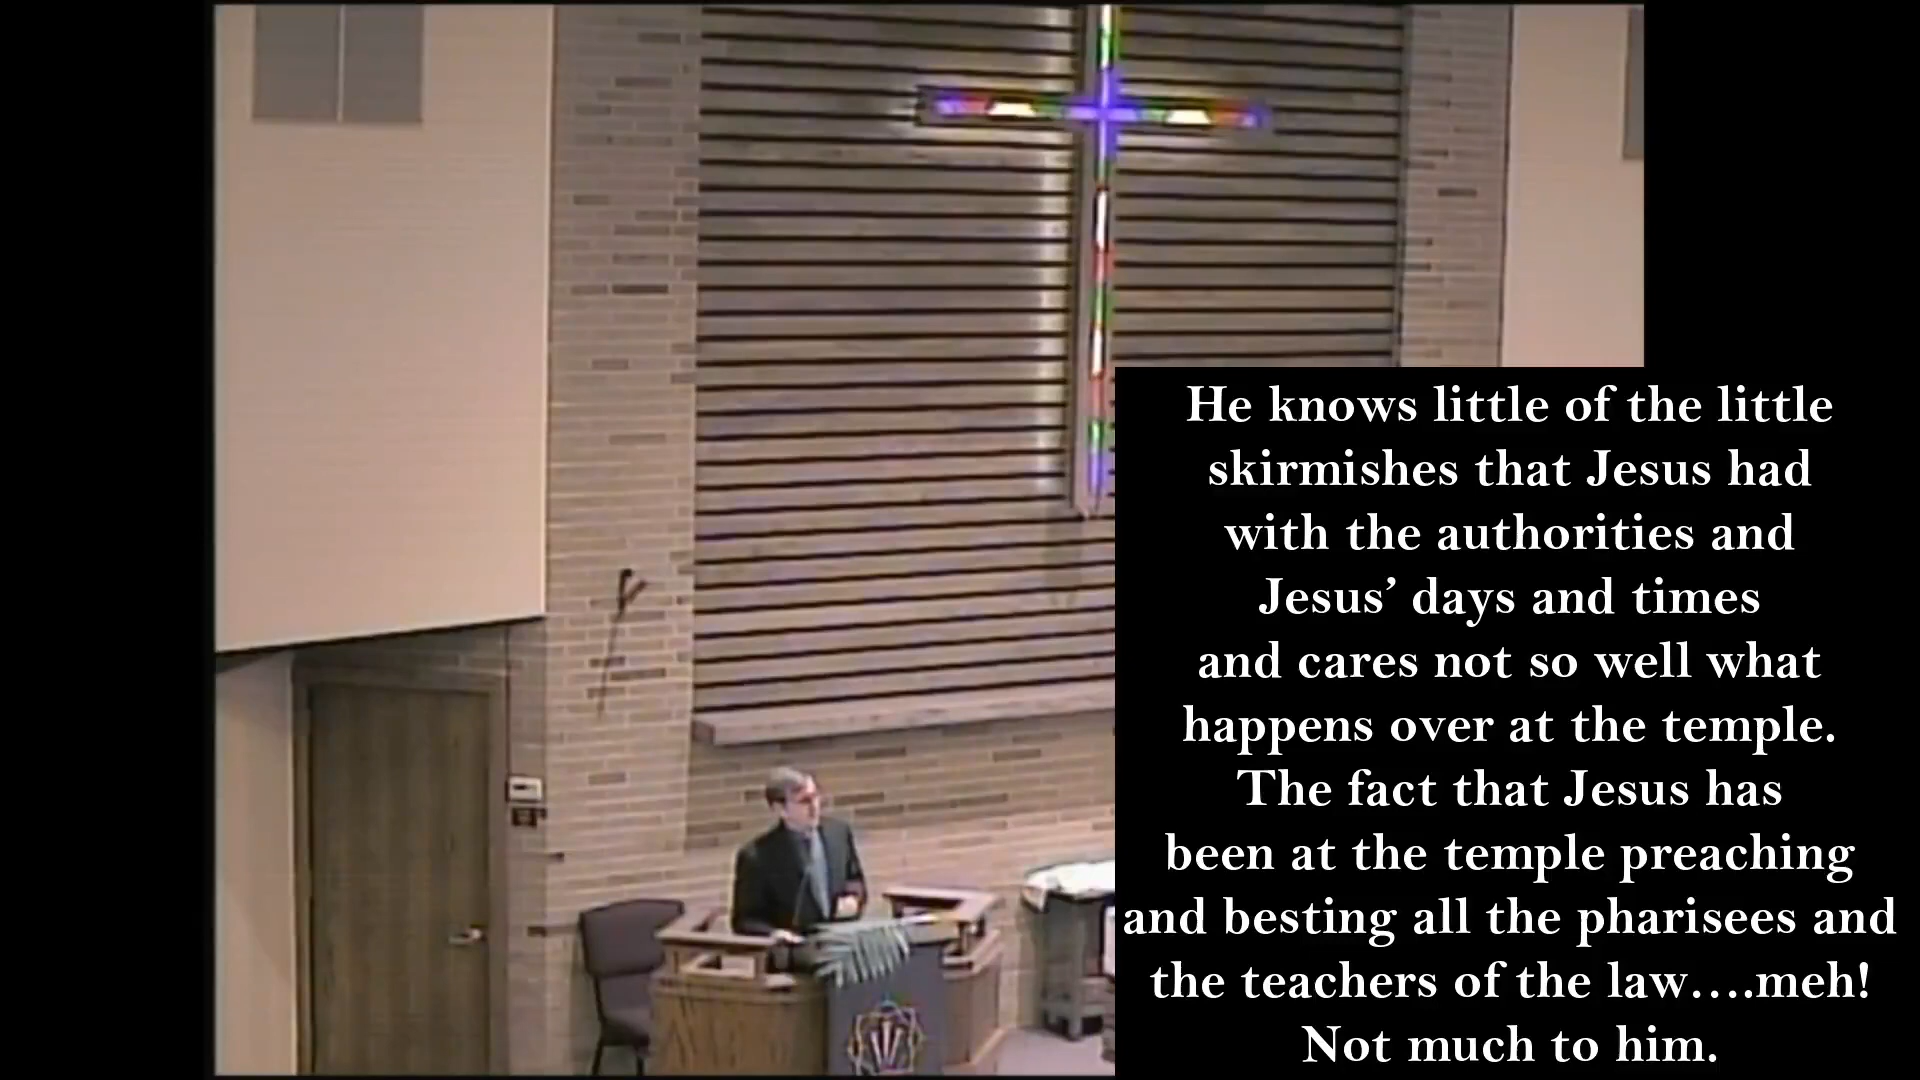 He knows little of the little
skirmishes that Jesus had
with the authorities and
Jesus’ days and times
and cares not so well what
happens over at the temple.
The fact that Jesus has
been at the temple preaching
and besting all the pharisees and
the teachers of the law….meh!
Not much to him.